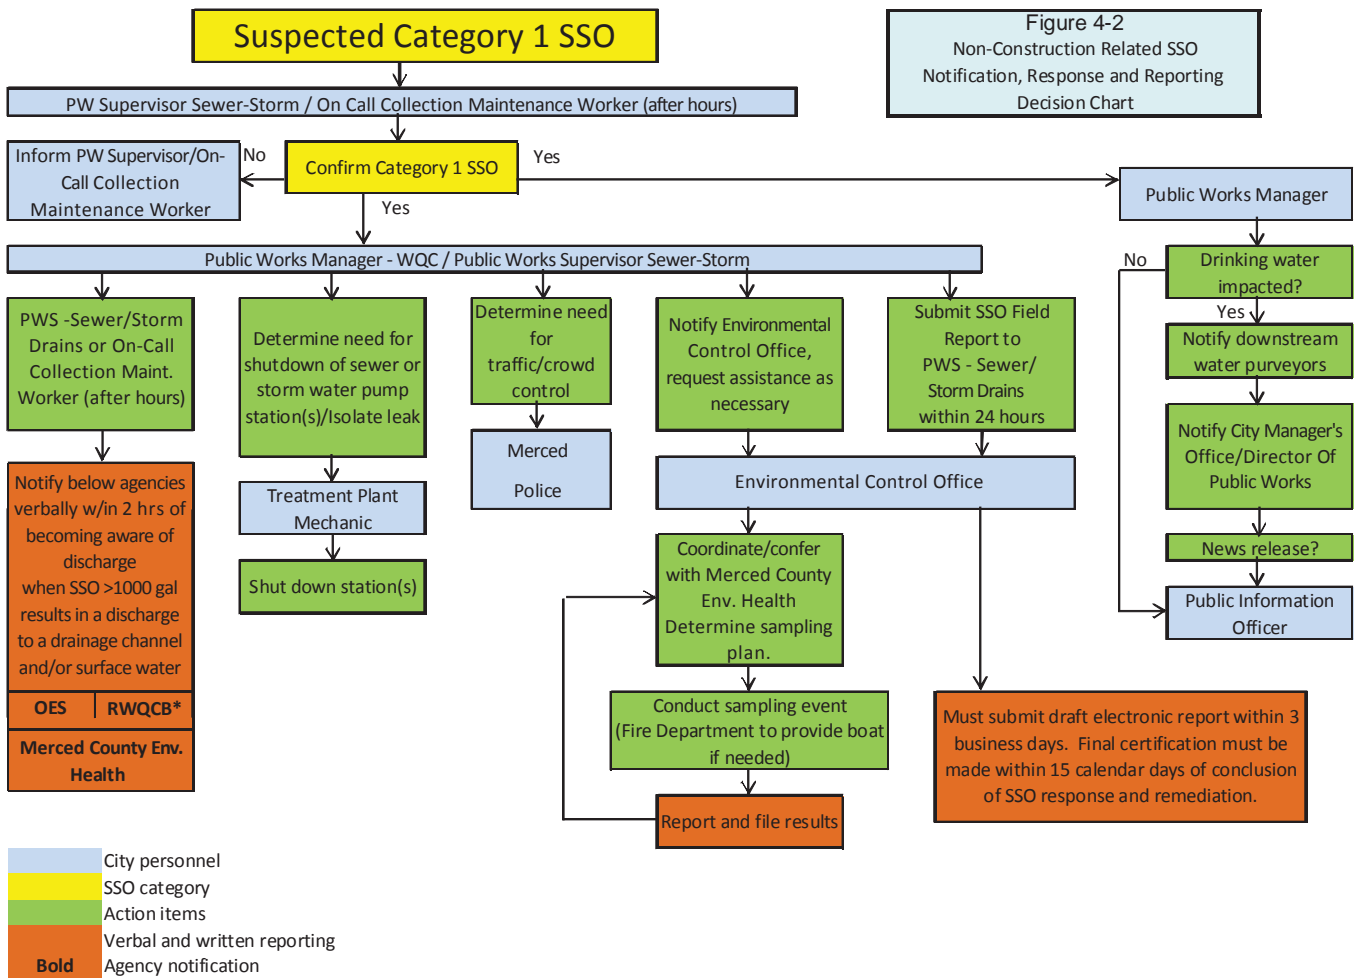 Suspected Category 1 SSO
Figure 4-2
Non-Construction Related SSO
Notification, Response and Reporting
Decision Chart
PW Supervisor Sewer-Storm / On Call Collection Maintenance Worker (after hours)
Inform PW Supervisor/On-
Call Collection
Maintenance Worker
No
Confirm Category 1 SSO
Yes
Yes
Public Works Manager
Public Works Manager - WQC / Public Works Supervisor Sewer-Storm
No
Drinking water
impacted?
Yes
PWS -Sewer/Storm
Drains or On-Call
Collection Maint.
Worker (after hours)
Determine need for
shutdown of sewer or
storm water pump
station(s)/Isolate leak
Determine need
for
traffic/crowd
control
Notify Environmental
Control Office,
request assistance as
necessary
Submit SSO Field
Report to
PWS - Sewer/
Storm Drains
within 24 hours
Notify downstream
water purveyors
Notify City Manager's
Office/Director Of
Public Works
Notify below agencies
verbally w/in 2 hrs of
becoming aware of
discharge
when SSO >1000 gal
results in a discharge
to a drainage channel
and/or surface water
OES
RWQCB*
Merced County Env.
Health
Treatment Plant
Mechanic
Shut down station(s)
Merced
Police
Environmental Control Office
Coordinate/confer
with Merced County
Env. Health
Determine sampling
plan.
News release?
Public Information
Officer
Conduct sampling event
(Fire Department to provide boat
if needed)
Report and file results
Must submit draft electronic report within 3
business days. Final certification must be
made within 15 calendar days of conclusion
of SSO response and remediation.
City personnel
SSO category
Action items
Verbal and written reporting
Bold Agency notification